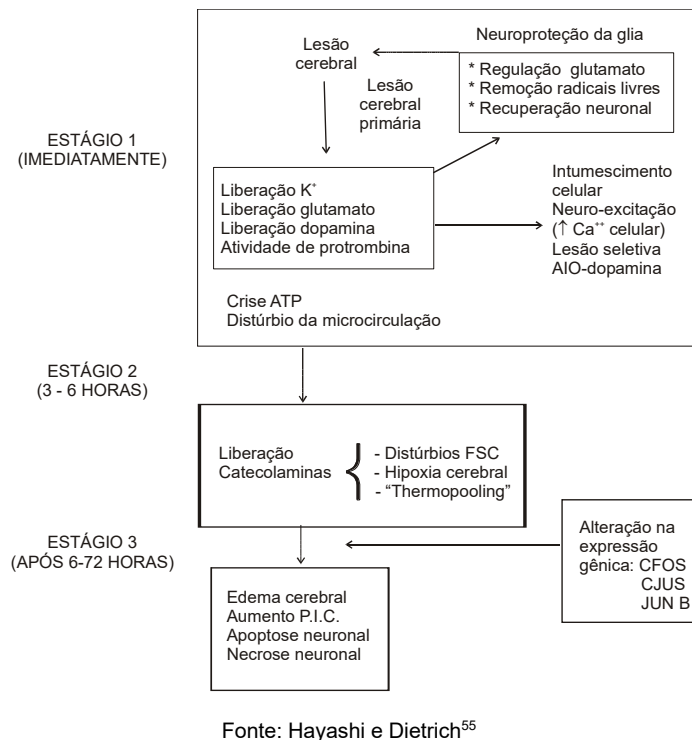 Neuroproteção da glia
Lesão
cerebral
* Regulação glutamato
* Remoção radicais livres
* Recuperação neuronal
Lesão
cerebral
primária
ESTÁGIO 1
(IMEDIATAMENTE)
Liberação K⁺
Liberação glutamato
Liberação dopamina
Atividade de protrombina
Intumescimento
celular
Neuro-excitação
(↑ Ca⁺⁺ celular)
Lesão seletiva
AIO-dopamina
Crise ATP
Distúrbio da microcirculação
ESTÁGIO 2
(3 - 6 HORAS)
Liberação
Catecolaminas
- Distúrbios FSC
- Hipoxia cerebral
- “Thermopooling”
ESTÁGIO 3
(APÓS 6-72 HORAS)
Alteração na
expressão
gênica: CFOS
CJUS
JUN B
Edema cerebral
Aumento P.I.C.
Apoptose neuronal
Necrose neuronal
Fonte: Hayashi e Dietrich⁵⁵